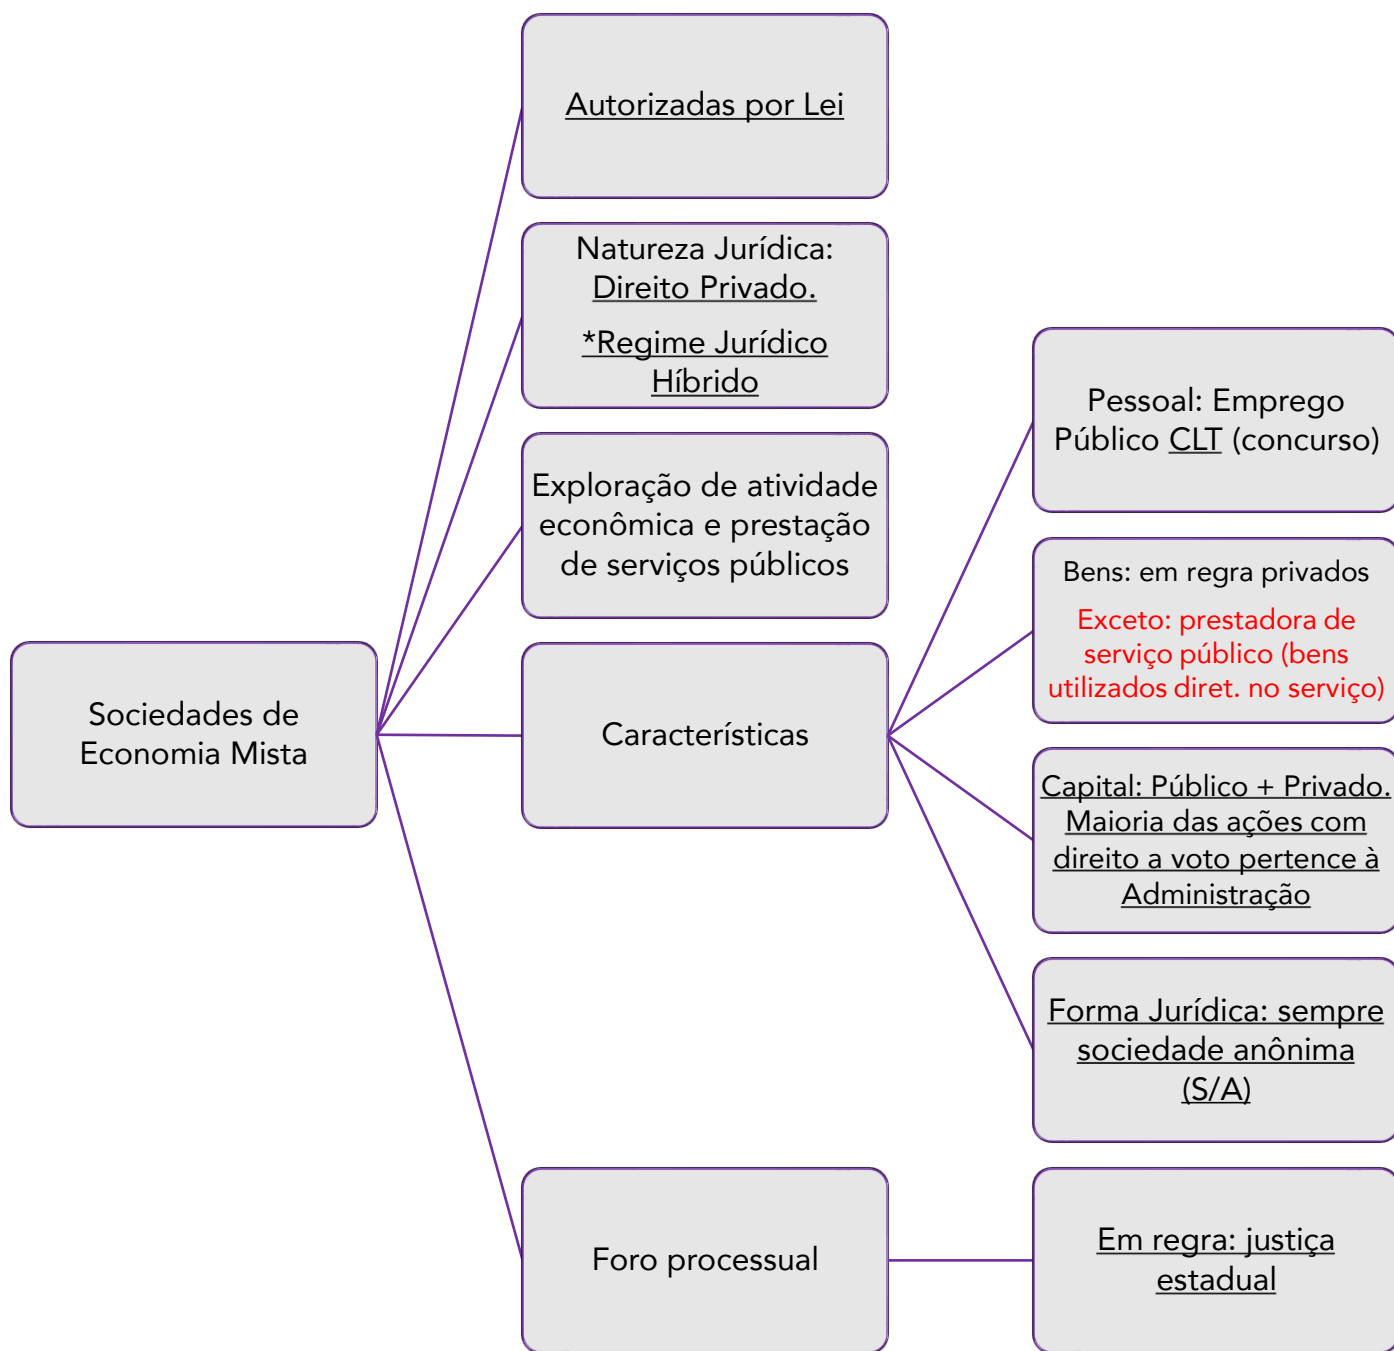 Autorizadas por Lei
Natureza Jurídica:
Direito Privado.
*Regime Jurídico
Híbrido
Exploração de atividade
econômica e prestação
de serviços públicos
Sociedades de
Economia Mista
Características
Pessoal: Emprego
Público CLT (concurso)
Bens: em regra privados
Exceto: prestadora de
serviço público (bens
utilizados diret. no serviço)
Capital: Público + Privado.
Maioria das ações com
direito a voto pertence à
Administração
Forma Jurídica: sempre
sociedade anônima
(S/A)
Foro processual
Em regra: justiça
estadual